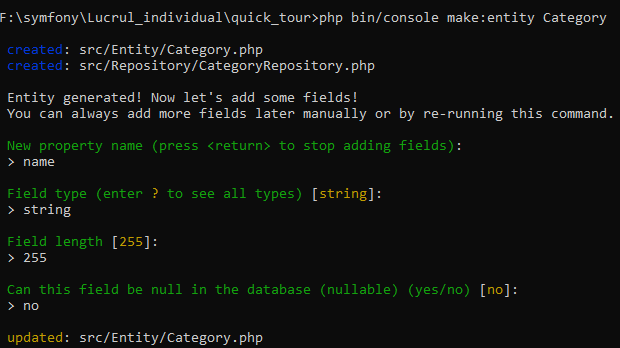 F:\symfony\Lucrul_individual\quick_tour>php bin/console make:entity Category
created: src/Entity/Category.php
created: src/Repository/CategoryRepository.php
Entity generated! Now let's add some fields!
You can always add more fields later manually or by re-running this command.
New property name (press <return> to stop adding fields):
> name
Field type (enter ? to see all types) [string]:
> string
Field length [255]:
> 255
Can this field be null in the database (nullable) (yes/no) [no]:
> no
updated: src/Entity/Category.php